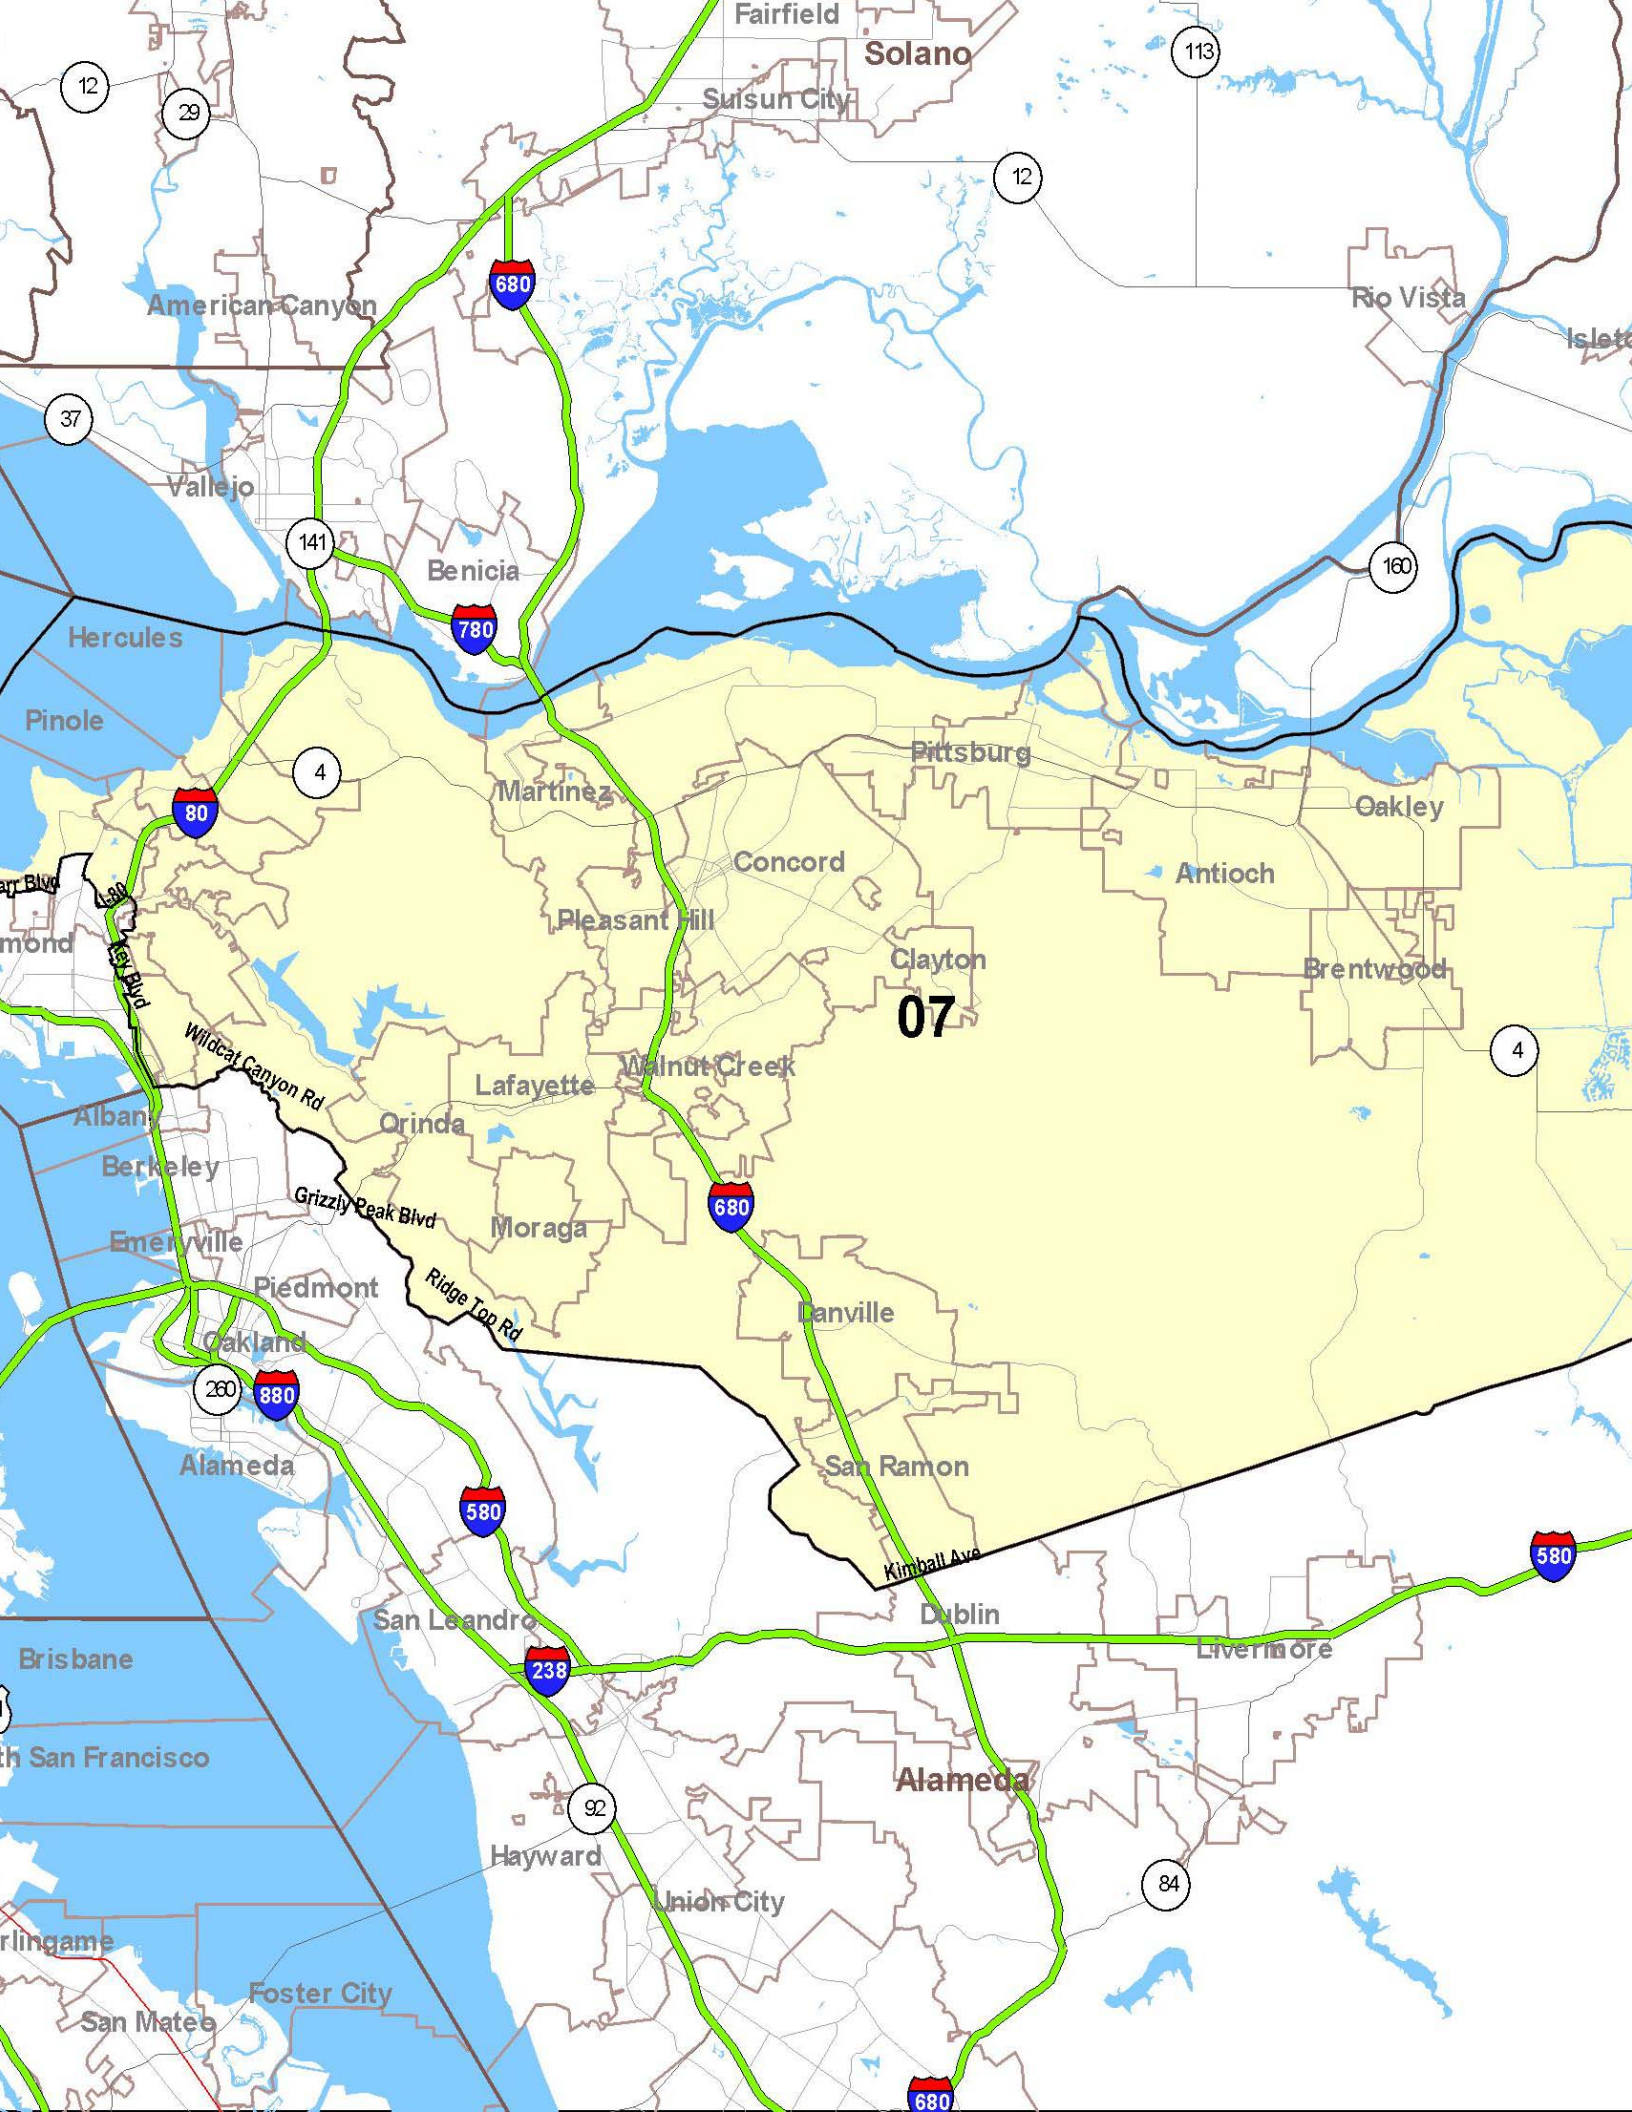 Fairfield
Solano
113
12
29
Suisun City
12
680
American Canyon
Rio Vista
37
Vallejo
141
Benicia
160
780
Hercules
Pinole
Pittsburg
4
Martinez
Oakley
80
Concord
Antioch
arr Blvd
I-80
Pleasant Hill
mond
Key Blvd
Clayton
Brentwood
07
Wildcat Canyon Rd
4
Walnut Creek
Lafayette
Albany
Orinda
Berkeley
Grizzly Peak Blvd
680
Moraga
Emeryville
Piedmont
Ridge Top Rd
Danville
Oakland
260
880
Alameda
San Ramon
580
Kimball Ave
580
Dublin
San Leandro
Livermore
Brisbane
238
th San Francisco
Alameda
92
Hayward
84
Union City
rlingame
Foster City
San Mateo
680